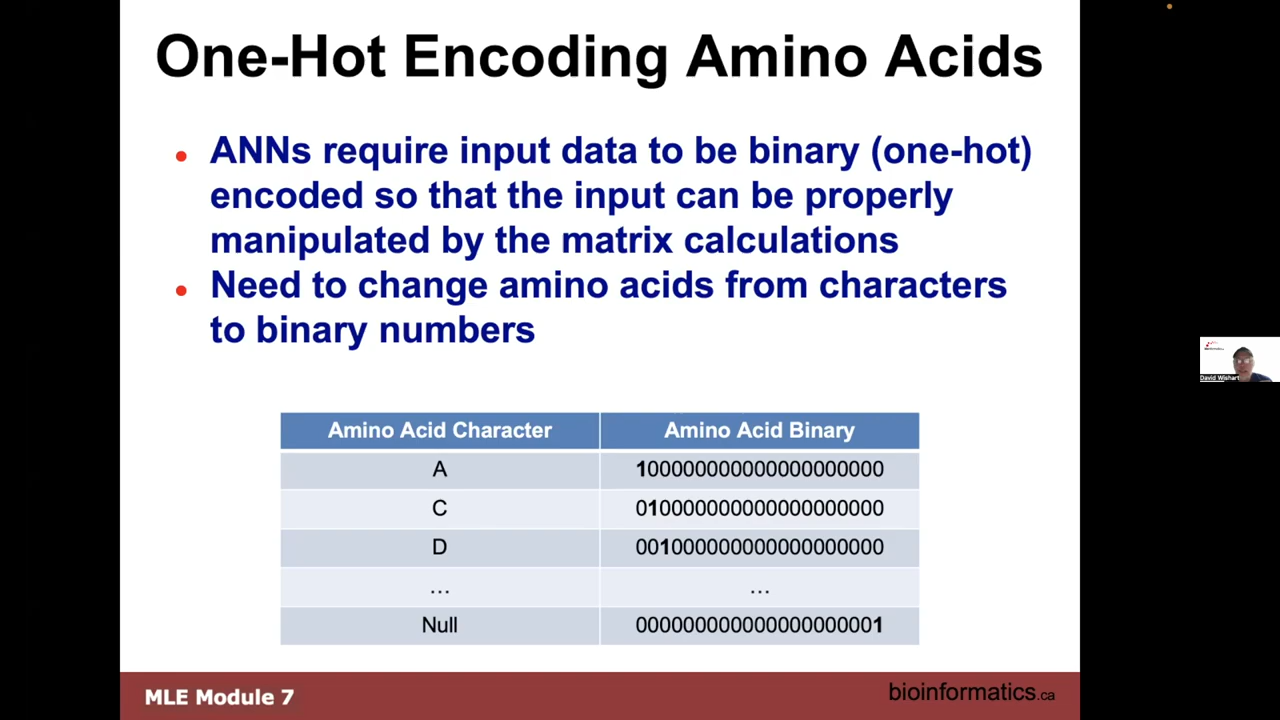 One-Hot Encoding Amino Acids
• ANNs require input data to be binary (one-hot)
encoded so that the input can be properly
manipulated by the matrix calculations
• Need to change amino acids from characters
to binary numbers
Amino Acid Character Amino Acid Binary
A 100000000000000000000
C 010000000000000000000
D 001000000000000000000
... ...
Null 000000000000000000001
David Wishart
MLE Module 7
bioinformatics.ca